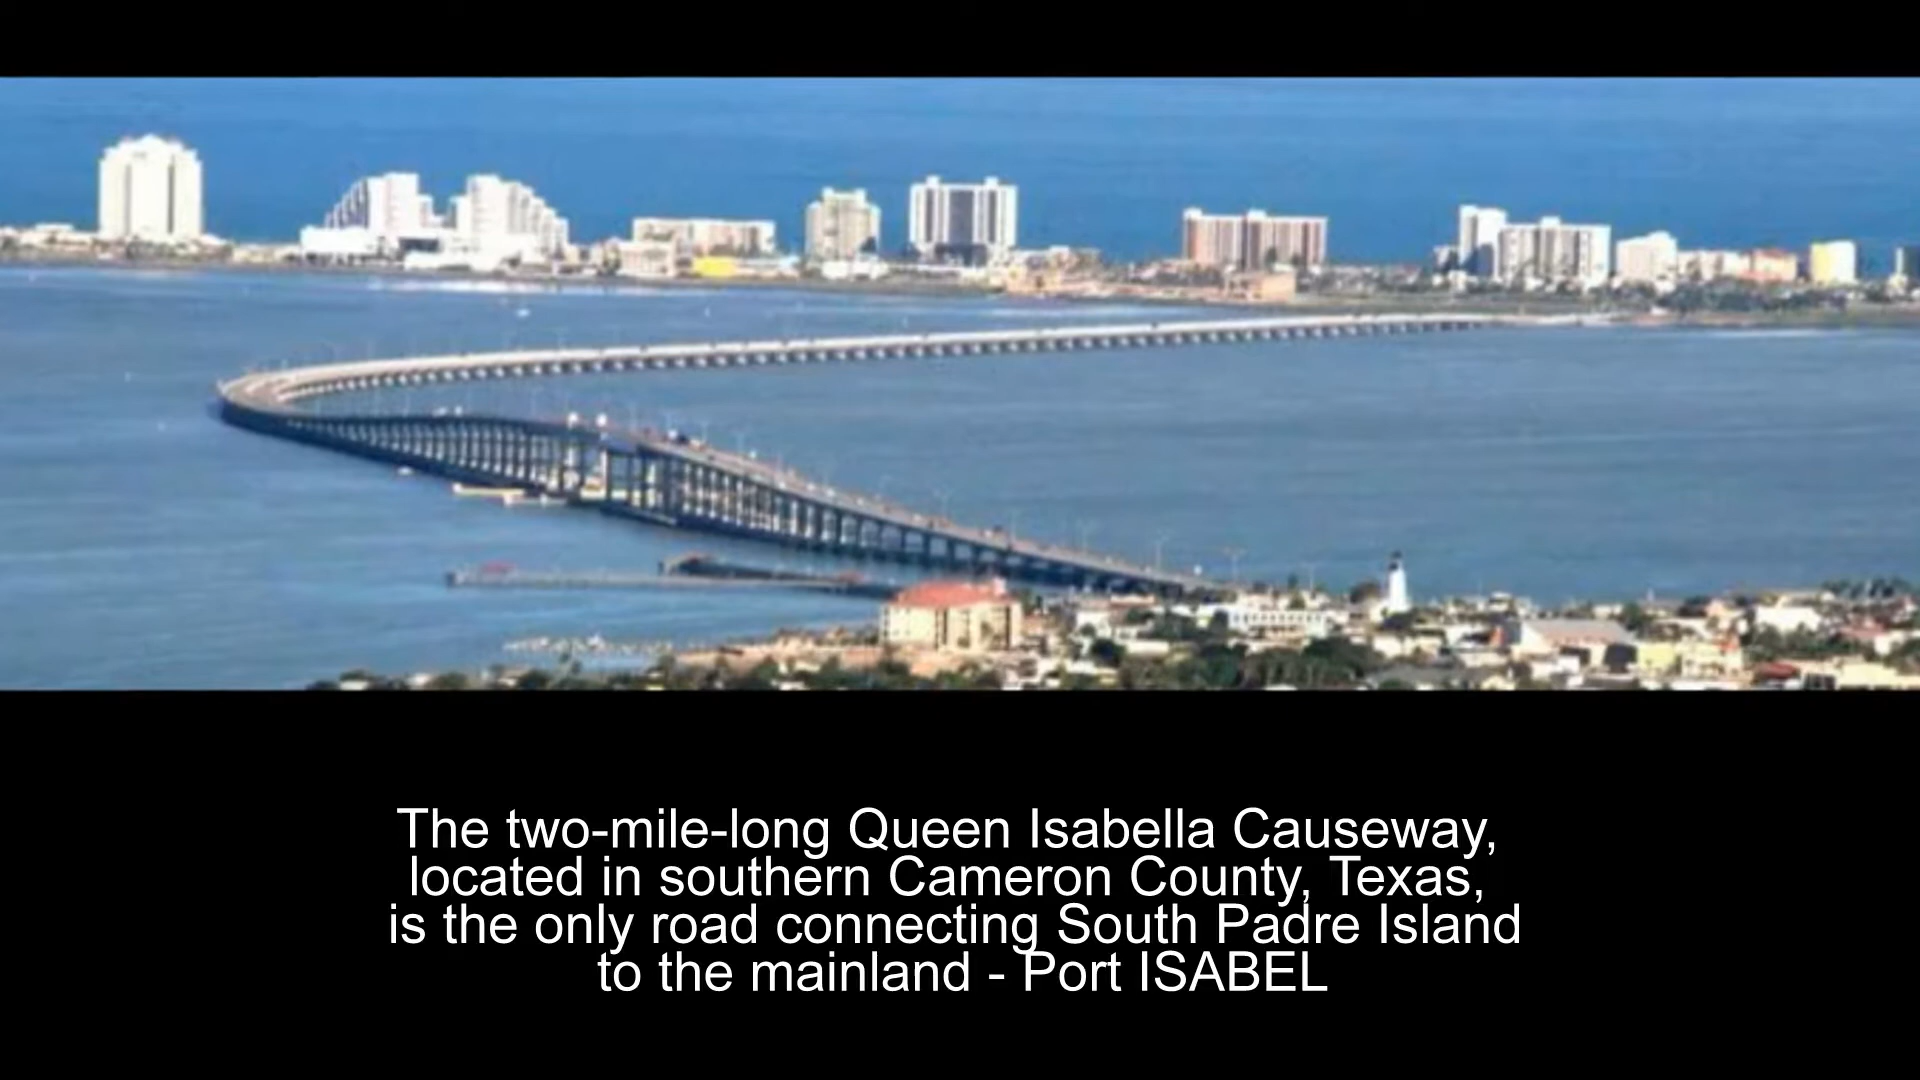 The two-mile-long Queen Isabella Causeway,
located in southern Cameron County, Texas,
is the only road connecting South Padre Island
to the mainland - Port ISABEL